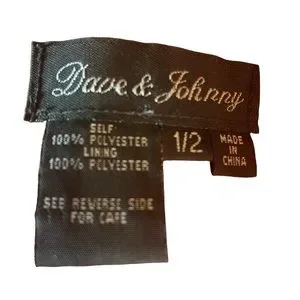 Dave & Johnny
SELF
100% POLYESTER
LINING
100% POLYESTER
SEE REVERSE SIDE
FOR CARE
1/2
MADE
IN
CHINA